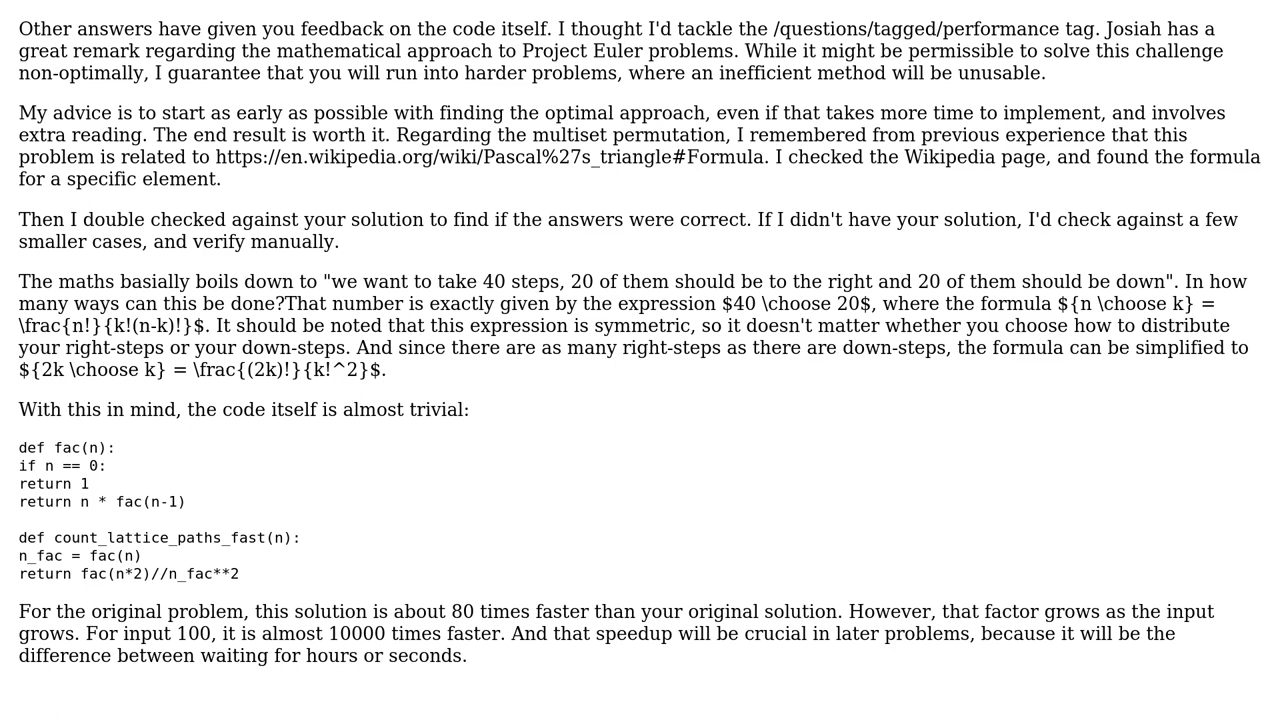 Other answers have given you feedback on the code itself. I thought I'd tackle the /questions/tagged/performance tag. Josiah has a
great remark regarding the mathematical approach to Project Euler problems. While it might be permissible to solve this challenge
non-optimally, I guarantee that you will run into harder problems, where an inefficient method will be unusable.
My advice is to start as early as possible with finding the optimal approach, even if that takes more time to implement, and involves
extra reading. The end result is worth it. Regarding the multiset permutation, I remembered from previous experience that this
problem is related to https://en.wikipedia.org/wiki/Pascal%27s_triangle#Formula. I checked the Wikipedia page, and found the formula
for a specific element.
Then I double checked against your solution to find if the answers were correct. If I didn't have your solution, I'd check against a few
smaller cases, and verify manually.
The maths basially boils down to "we want to take 40 steps, 20 of them should be to the right and 20 of them should be down". In how
many ways can this be done?That number is exactly given by the expression $40 \choose 20$, where the formula ${n \choose k} =
\frac{n!}{k!(n-k)!}$. It should be noted that this expression is symmetric, so it doesn't matter whether you choose how to distribute
your right-steps or your down-steps. And since there are as many right-steps as there are down-steps, the formula can be simplified to
${2k \choose k} = \frac{(2k)!}{k!^2}$.
With this in mind, the code itself is almost trivial:
def fac(n):
if n == 0:
return 1
return n * fac(n-1)
def count_lattice_paths_fast(n):
n_fac = fac(n)
return fac(n*2)//n_fac**2
For the original problem, this solution is about 80 times faster than your original solution. However, that factor grows as the input
grows. For input 100, it is almost 10000 times faster. And that speedup will be crucial in later problems, because it will be the
difference between waiting for hours or seconds.